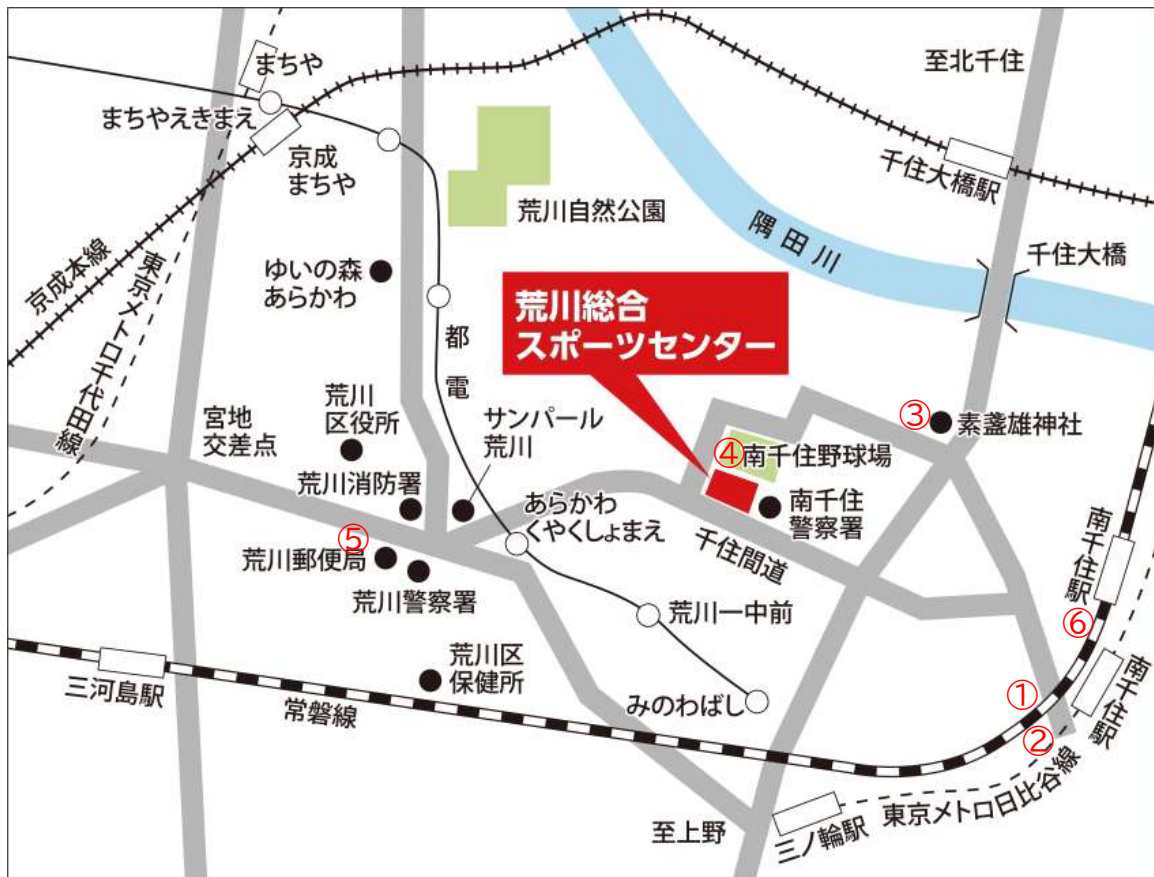 まちや
至北千住
まちやえきまえ
京成
まちや
千住大橋駅
荒川自然公園
隅田川
千住大橋
京成本線
東京メトロ千代田線
ゆいの森
あらかわ
荒川総合
スポーツセンター
都電
荒川
区役所
サンパール
荒川
宮地
交差点
③
素盞雄神社
④
南千住野球場
荒川消防署
あらかわ
くやくしょまえ
南千住
警察署
千住間道
南千住駅
⑤
荒川郵便局
荒川警察署
荒川一中前
⑥
荒川区
保健所
三河島駅
常磐線
みのわばし
①
②
南千住駅
至上野
三ノ輪駅
東京メトロ日比谷線